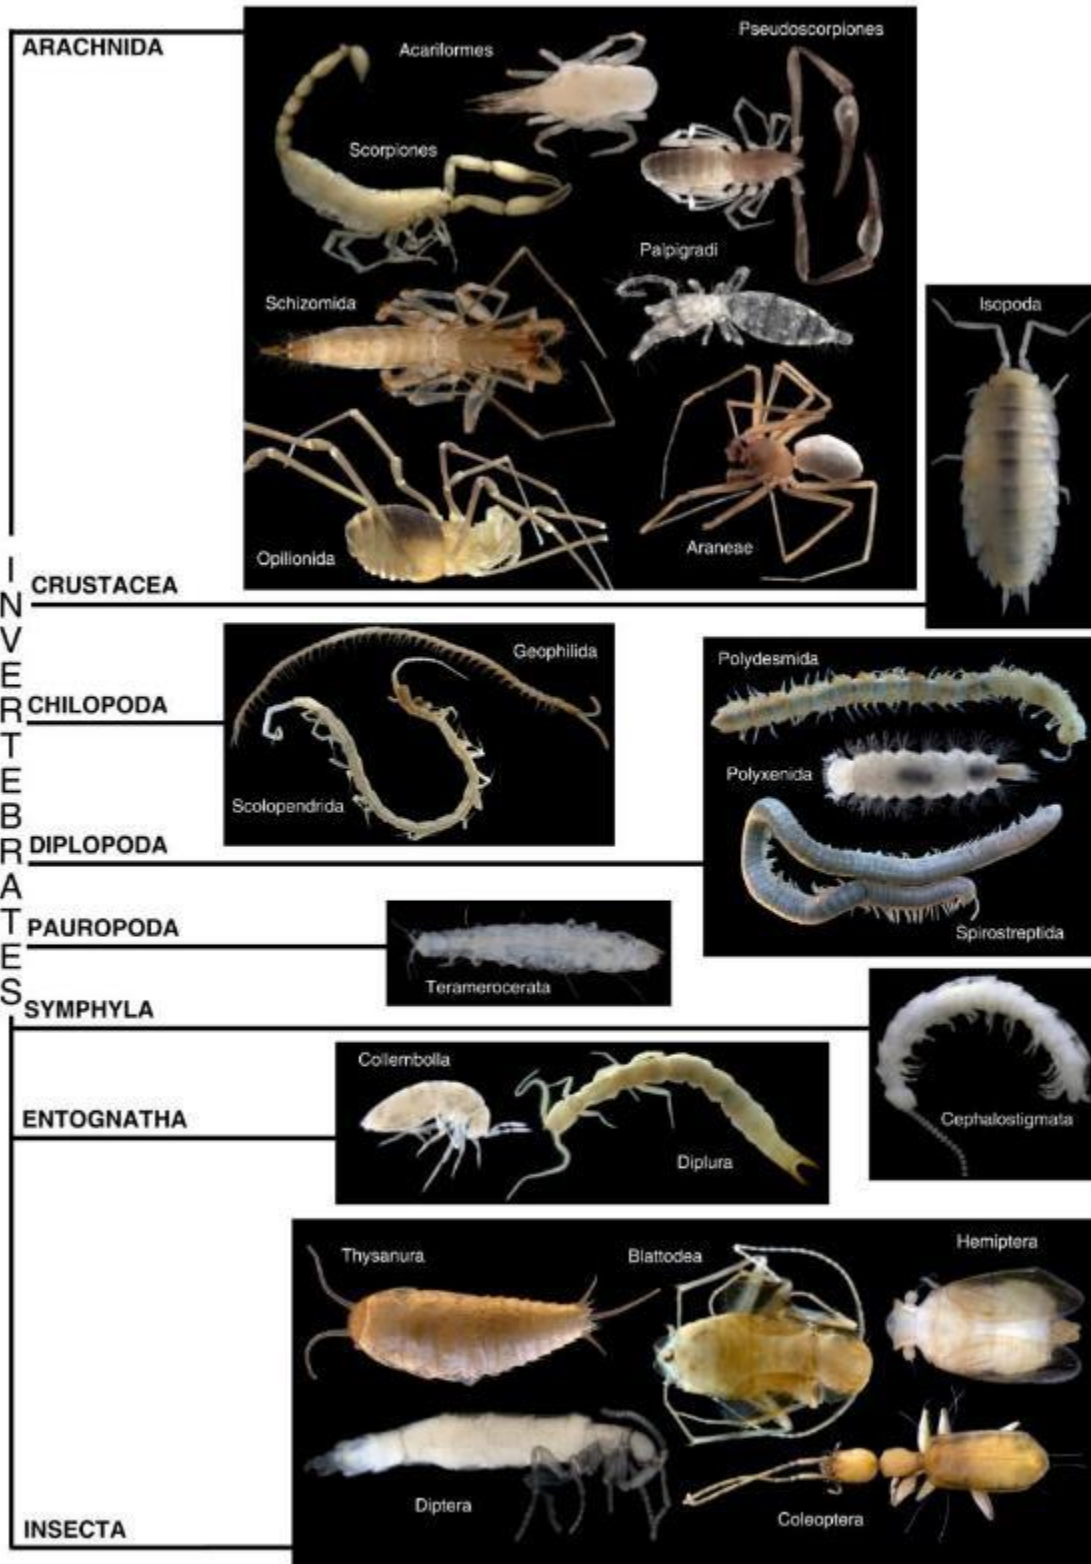 ARACHNIDA
Acariformes
Pseudoscorpiones
Scorpiones
Palpigradi
Schizomida
Isopoda
Opilionida
Araneae
INVERTEBRATES
CRUSTACEA
Geophilida
Polydesmida
CHILOPODA
Polyxenida
Scolopendrida
DIPLOPODA
Spirostreptida
PAUROPODA
Teramerocerata
SYMPHYLA
Collembolla
ENTOGNATHA
Cephalostigmata
Diplura
Thysanura
Blattodea
Hemiptera
Diptera
Coleoptera
INSECTA